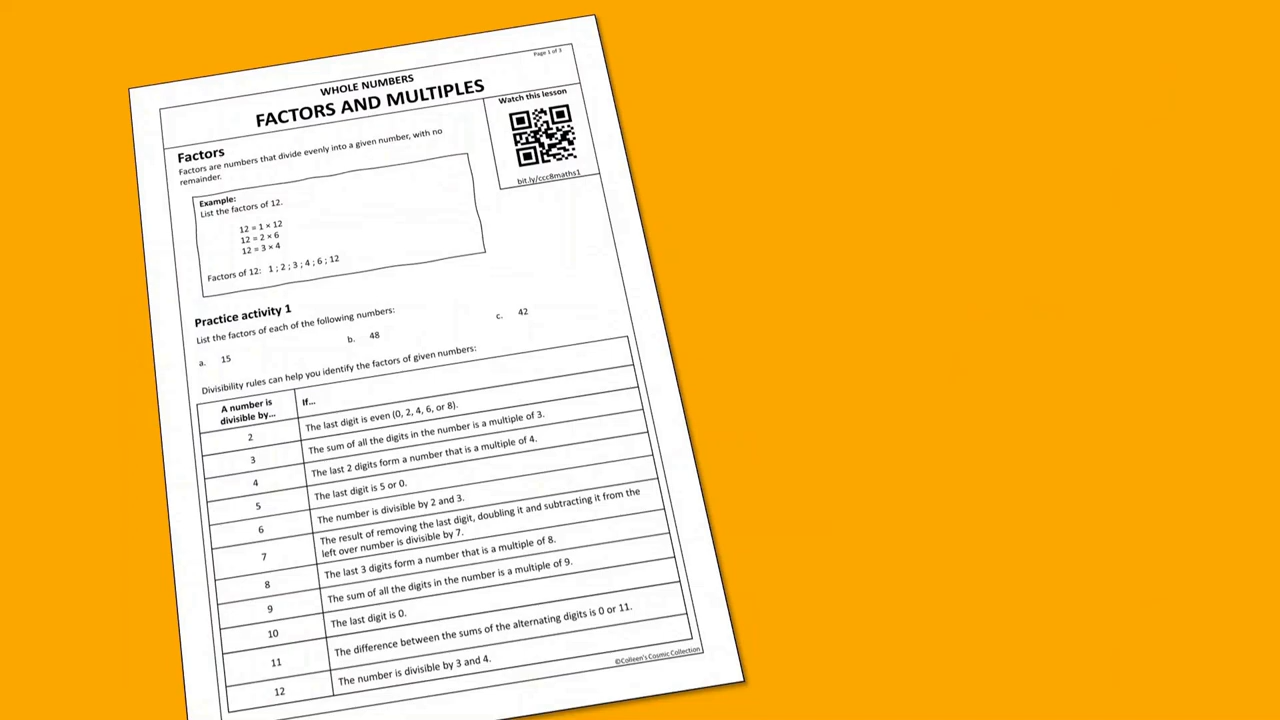 Page 1 of 3
WHOLE NUMBERS
FACTORS AND MULTIPLES
Watch this lesson
bit.ly/ccc8maths1
Factors
Factors are numbers that divide evenly into a given number, with no
remainder.
Example:
List the factors of 12.
12 = 1 × 12
12 = 2 × 6
12 = 3 × 4
Factors of 12: 1 ; 2 ; 3 ; 4 ; 6 ; 12
Practice activity 1
List the factors of each of the following numbers:
a. 15 b. 48 c. 42
Divisibility rules can help you identify the factors of given numbers:
A number is
divisible by... If...
2 The last digit is even (0, 2, 4, 6, or 8).
3 The sum of all the digits in the number is a multiple of 3.
4 The last 2 digits form a number that is a multiple of 4.
5 The last digit is 5 or 0.
6 The number is divisible by 2 and 3.
7 The result of removing the last digit, doubling it and subtracting it from the
left over number is divisible by 7.
8 The last 3 digits form a number that is a multiple of 8.
9 The sum of all the digits in the number is a multiple of 9.
10 The last digit is 0.
11 The difference between the sums of the alternating digits is 0 or 11.
12 The number is divisible by 3 and 4.
©Colleen's Cosmic Collection